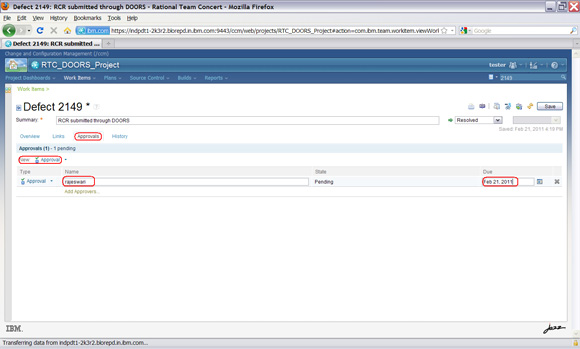 Defect 2149: RCR submitted through DOORS - Rational Team Concert - Mozilla Firefox
File Edit View History Bookmarks Tools Help
ibm.com https://indpdt1-2k3r2.blorepd.in.ibm.com:9443/ccm/web/projects/RTC_DOORS_Project#action=com.ibm.team.workitem.viewWorl
Google
Defect 2149: RCR submitted ...
Change and Configuration Management (/ccm)
RTC_DOORS_Project
tester
Project Dashboards Work Items Plans Source Control Builds Reports
2149
Work Items >
Defect 2149 *
Save
Summary: * RCR submitted through DOORS
Resolved
Saved: Feb 21, 2011 4:19 PM
Overview Links Approvals History
Approvals (1) - 1 pending
New Approval
Type Name State Due
Approval rajeswari Pending Feb 21, 2011
Add Approvers...
IBM.
Jazz
Transferring data from indpdt1-2k3r2.blorepd.in.ibm.com...